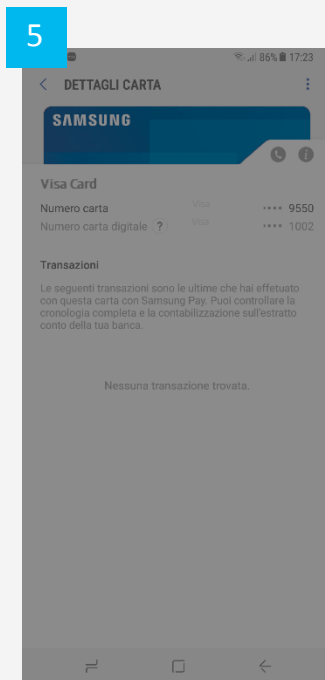 5
86% 17:23
DETTAGLI CARTA
SAMSUNG
Visa Card
Numero carta Visa •••• 9550
Numero carta digitale ? Visa •••• 1002
Transazioni
Le seguenti transazioni sono le ultime che hai effetuato
con questa carta con Samsung Pay. Puoi controllare la
cronologia completa e la contabilizzazione sull'estratto
conto della tua banca.
Nessuna transazione trovata.